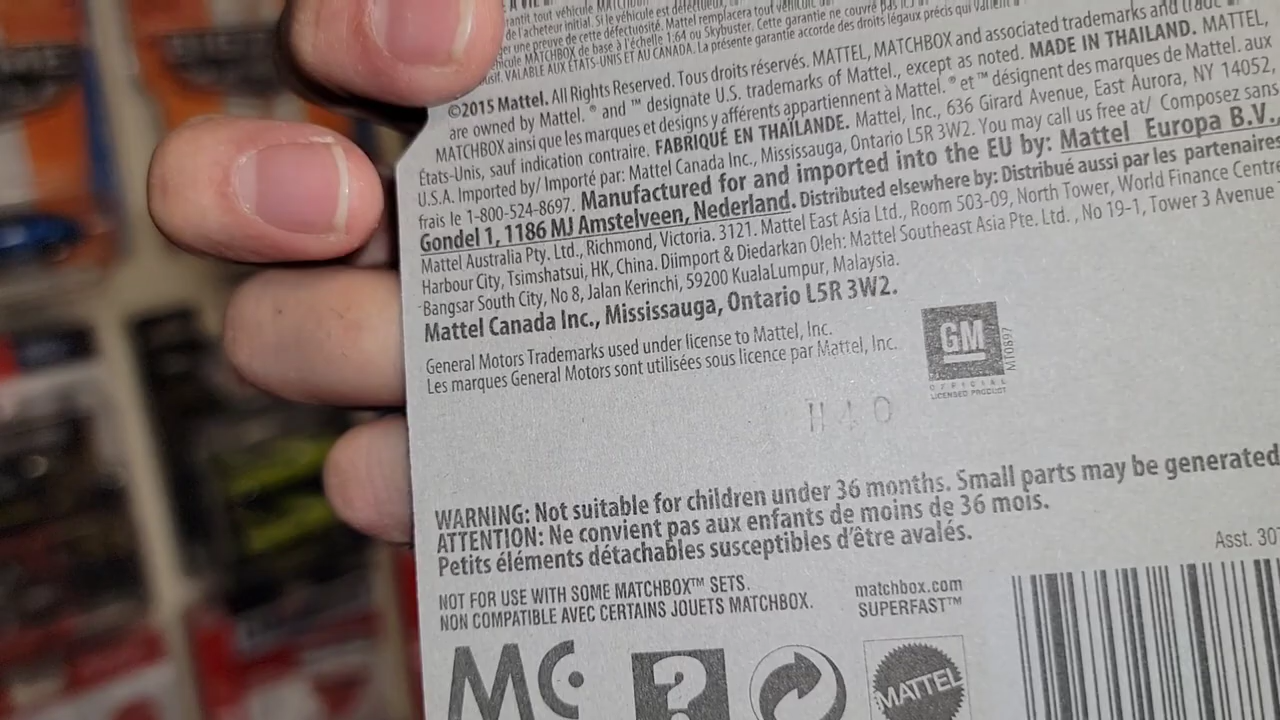 rantit tout véhicule MATCHBOX
de l'acheteur initial. Si le véhicule est défectueux, Mattel remplacera tout véhicule
er une preuve de cette défectuosité. Mattel remplacera tout véhicule
hicule MATCHBOX de base à l'échelle 1:64 ou Skybuster. Cette garantie ne couvre pas
usif. VALABLE AUX ÉTATS-UNIS ET AU CANADA. La présente garantie accorde des droits légaux précis qui varient
©2015 Mattel. All Rights Reserved. Tous droits réservés. MATTEL, MATCHBOX and associated trademarks and trade
are owned by Mattel. ® and ™ designate U.S. trademarks of Mattel., except as noted. MADE IN THAILAND. MATTEL,
MATCHBOX ainsi que les marques et designs y afférents appartiennent à Mattel. ® et ™ désignent des marques de Mattel. aux
États-Unis, sauf indication contraire. FABRIQUÉ EN THAÏLANDE. Mattel, Inc., 636 Girard Avenue, East Aurora, NY 14052,
U.S.A. Imported by/ Importé par: Mattel Canada Inc., Mississauga, Ontario L5R 3W2. You may call us free at/ Composez sans
frais le 1-800-524-8697. Manufactured for and imported into the EU by: Mattel Europa B.V.,
Gondel 1, 1186 MJ Amstelveen, Nederland. Distributed elsewhere by: Distribué aussi par les partenaires
Mattel Australia Pty. Ltd., Richmond, Victoria. 3121. Mattel East Asia Ltd., Room 503-09, North Tower, World Finance Centre
Harbour City, Tsimshatsui, HK, China. Diimport & Diedarkan Oleh: Mattel Southeast Asia Pte. Ltd., No 19-1, Tower 3 Avenue
Bangsar South City, No 8, Jalan Kerinchi, 59200 KualaLumpur, Malaysia.
Mattel Canada Inc., Mississauga, Ontario L5R 3W2.
General Motors Trademarks used under license to Mattel, Inc.
Les marques General Motors sont utilisées sous licence par Mattel, Inc.
GM
MT0897
OFFICIAL
LICENSED PRODUCT
H40
WARNING: Not suitable for children under 36 months. Small parts may be generated
ATTENTION: Ne convient pas aux enfants de moins de 36 mois.
Petits éléments détachables susceptibles d'être avalés.
NOT FOR USE WITH SOME MATCHBOX™ SETS.
NON COMPATIBLE AVEC CERTAINS JOUETS MATCHBOX.
matchbox.com
SUPERFAST™
Asst. 30
MC
?
MATTEL